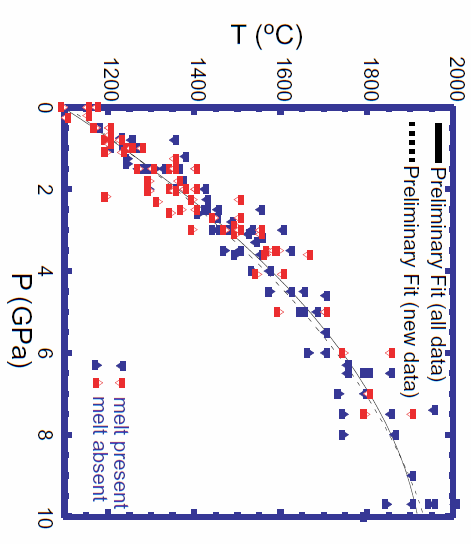 T (ºC)
1200
1400
1600
1800
2000
0
2
4
6
8
10
P (GPa)
Preliminary Fit (all data)
Preliminary Fit (new data)
melt present
melt absent